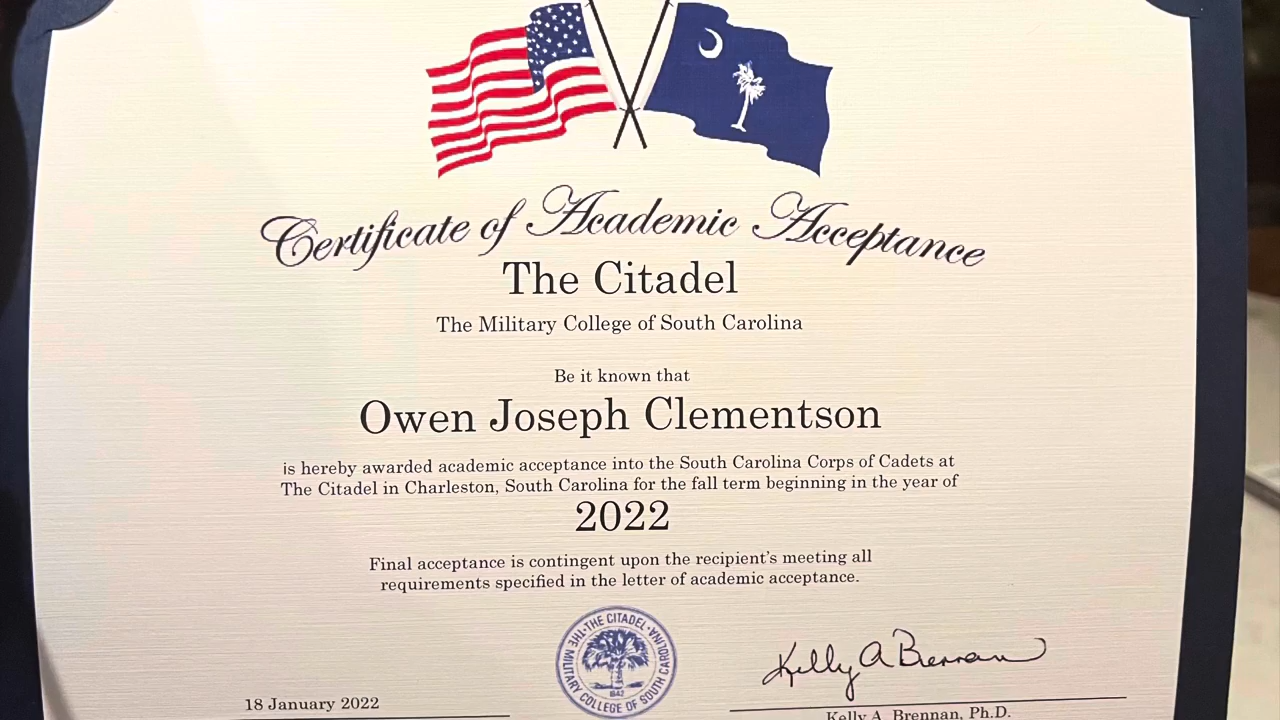 Certificate of Academic Acceptance
The Citadel
The Military College of South Carolina
Be it known that
Owen Joseph Clementson
is hereby awarded academic acceptance into the South Carolina Corps of Cadets at
The Citadel in Charleston, South Carolina for the fall term beginning in the year of
2022
Final acceptance is contingent upon the recipient's meeting all
requirements specified in the letter of academic acceptance.
THE CITADEL
THE MILITARY COLLEGE OF SOUTH CAROLINA
1842
Kelly A Brennan
18 January 2022
Kelly A. Brennan, Ph.D.